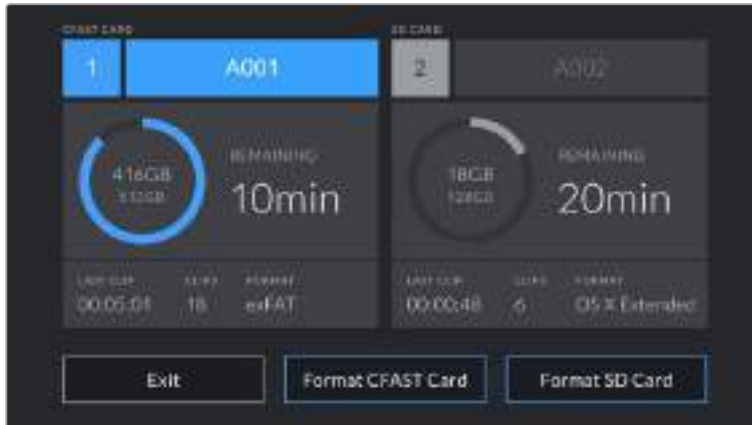 CFAST CARD
1
A001
416GB
512GB
REMAINING
10min
LAST CLIP
CLIPS
FORMAT
00:05:01
18
exFAT
SD CARD
2
A002
18GB
128GB
REMAINING
20min
LAST CLIP
CLIPS
FORMAT
00:00:48
6
OS X Extended
Exit
Format CFAST Card
Format SD Card